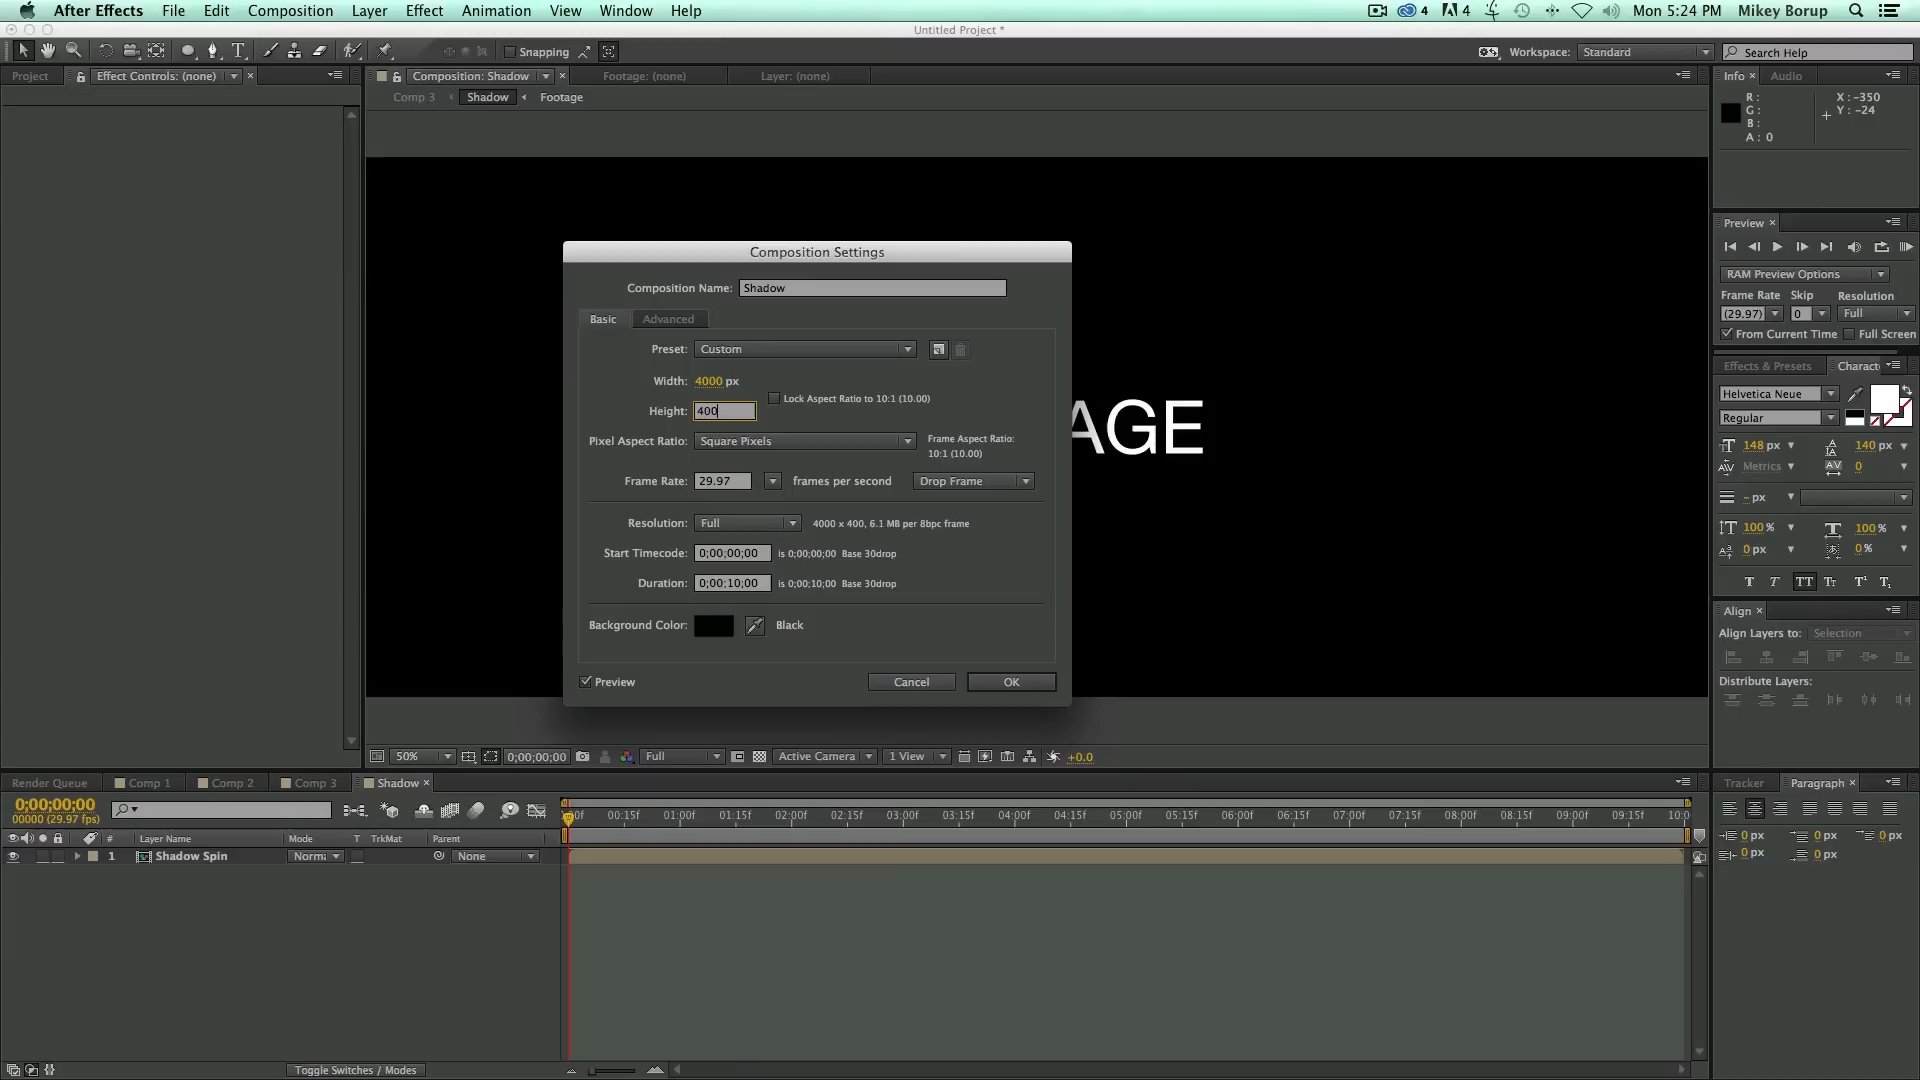 After Effects File Edit Composition Layer Effect Animation View Window Help 4 4 Mon 5:24 PM Mikey Borup
Untitled Project *
T Snapping Workspace: Standard Search Help
Project Effect Controls: (none) × Composition: Shadow × Footage: (none) Layer: (none) Info × Audio
Comp 3 Shadow Footage
R :
G :
B :
A : 0
X : -350
Y : -24
Preview ×
RAM Preview Options
Frame Rate Skip Resolution
(29.97) 0 Full
From Current Time Full Screen
Effects & Presets Charact
Helvetica Neue
Regular
148 px 140 px
Metrics 0
- px
100 % 100 %
0 px 0 %
T T TT Tt T¹ T₁
Align ×
Align Layers to: Selection
Distribute Layers:
AGE
Composition Settings
Composition Name: Shadow
Basic Advanced
Preset: Custom
Width: 4000 px
Lock Aspect Ratio to 10:1 (10.00)
Height: 400
Pixel Aspect Ratio: Square Pixels
Frame Aspect Ratio:
10:1 (10.00)
Frame Rate: 29.97 frames per second Drop Frame
Resolution: Full 4000 x 400, 6.1 MB per 8bpc frame
Start Timecode: 0;00;00;00 is 0;00;00;00 Base 30drop
Duration: 0;00;10;00 is 0;00;10;00 Base 30drop
Background Color: Black
Preview Cancel OK
50% 0;00;00;00 Full Active Camera 1 View +0.0
Render Queue Comp 1 Comp 2 Comp 3 Shadow × Tracker Paragraph ×
0;00;00;00
00000 (29.97 fps)
00:15f 01:00f 01:15f 02:00f 02:15f 03:00f 03:15f 04:00f 04:15f 05:00f 05:15f 06:00f 06:15f 07:00f 07:15f 08:00f 08:15f 09:00f 09:15f 10:0
# Layer Name Mode T TrkMat Parent
1 Shadow Spin Norma None
0 px 0 px 0 px
0 px 0 px
Toggle Switches / Modes